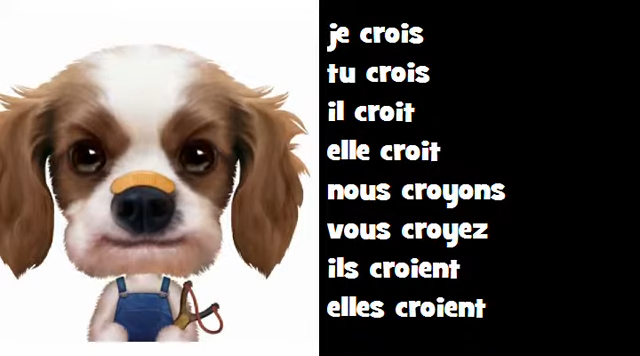 je crois
tu crois
il croit
elle croit
nous croyons
vous croyez
ils croient
elles croient